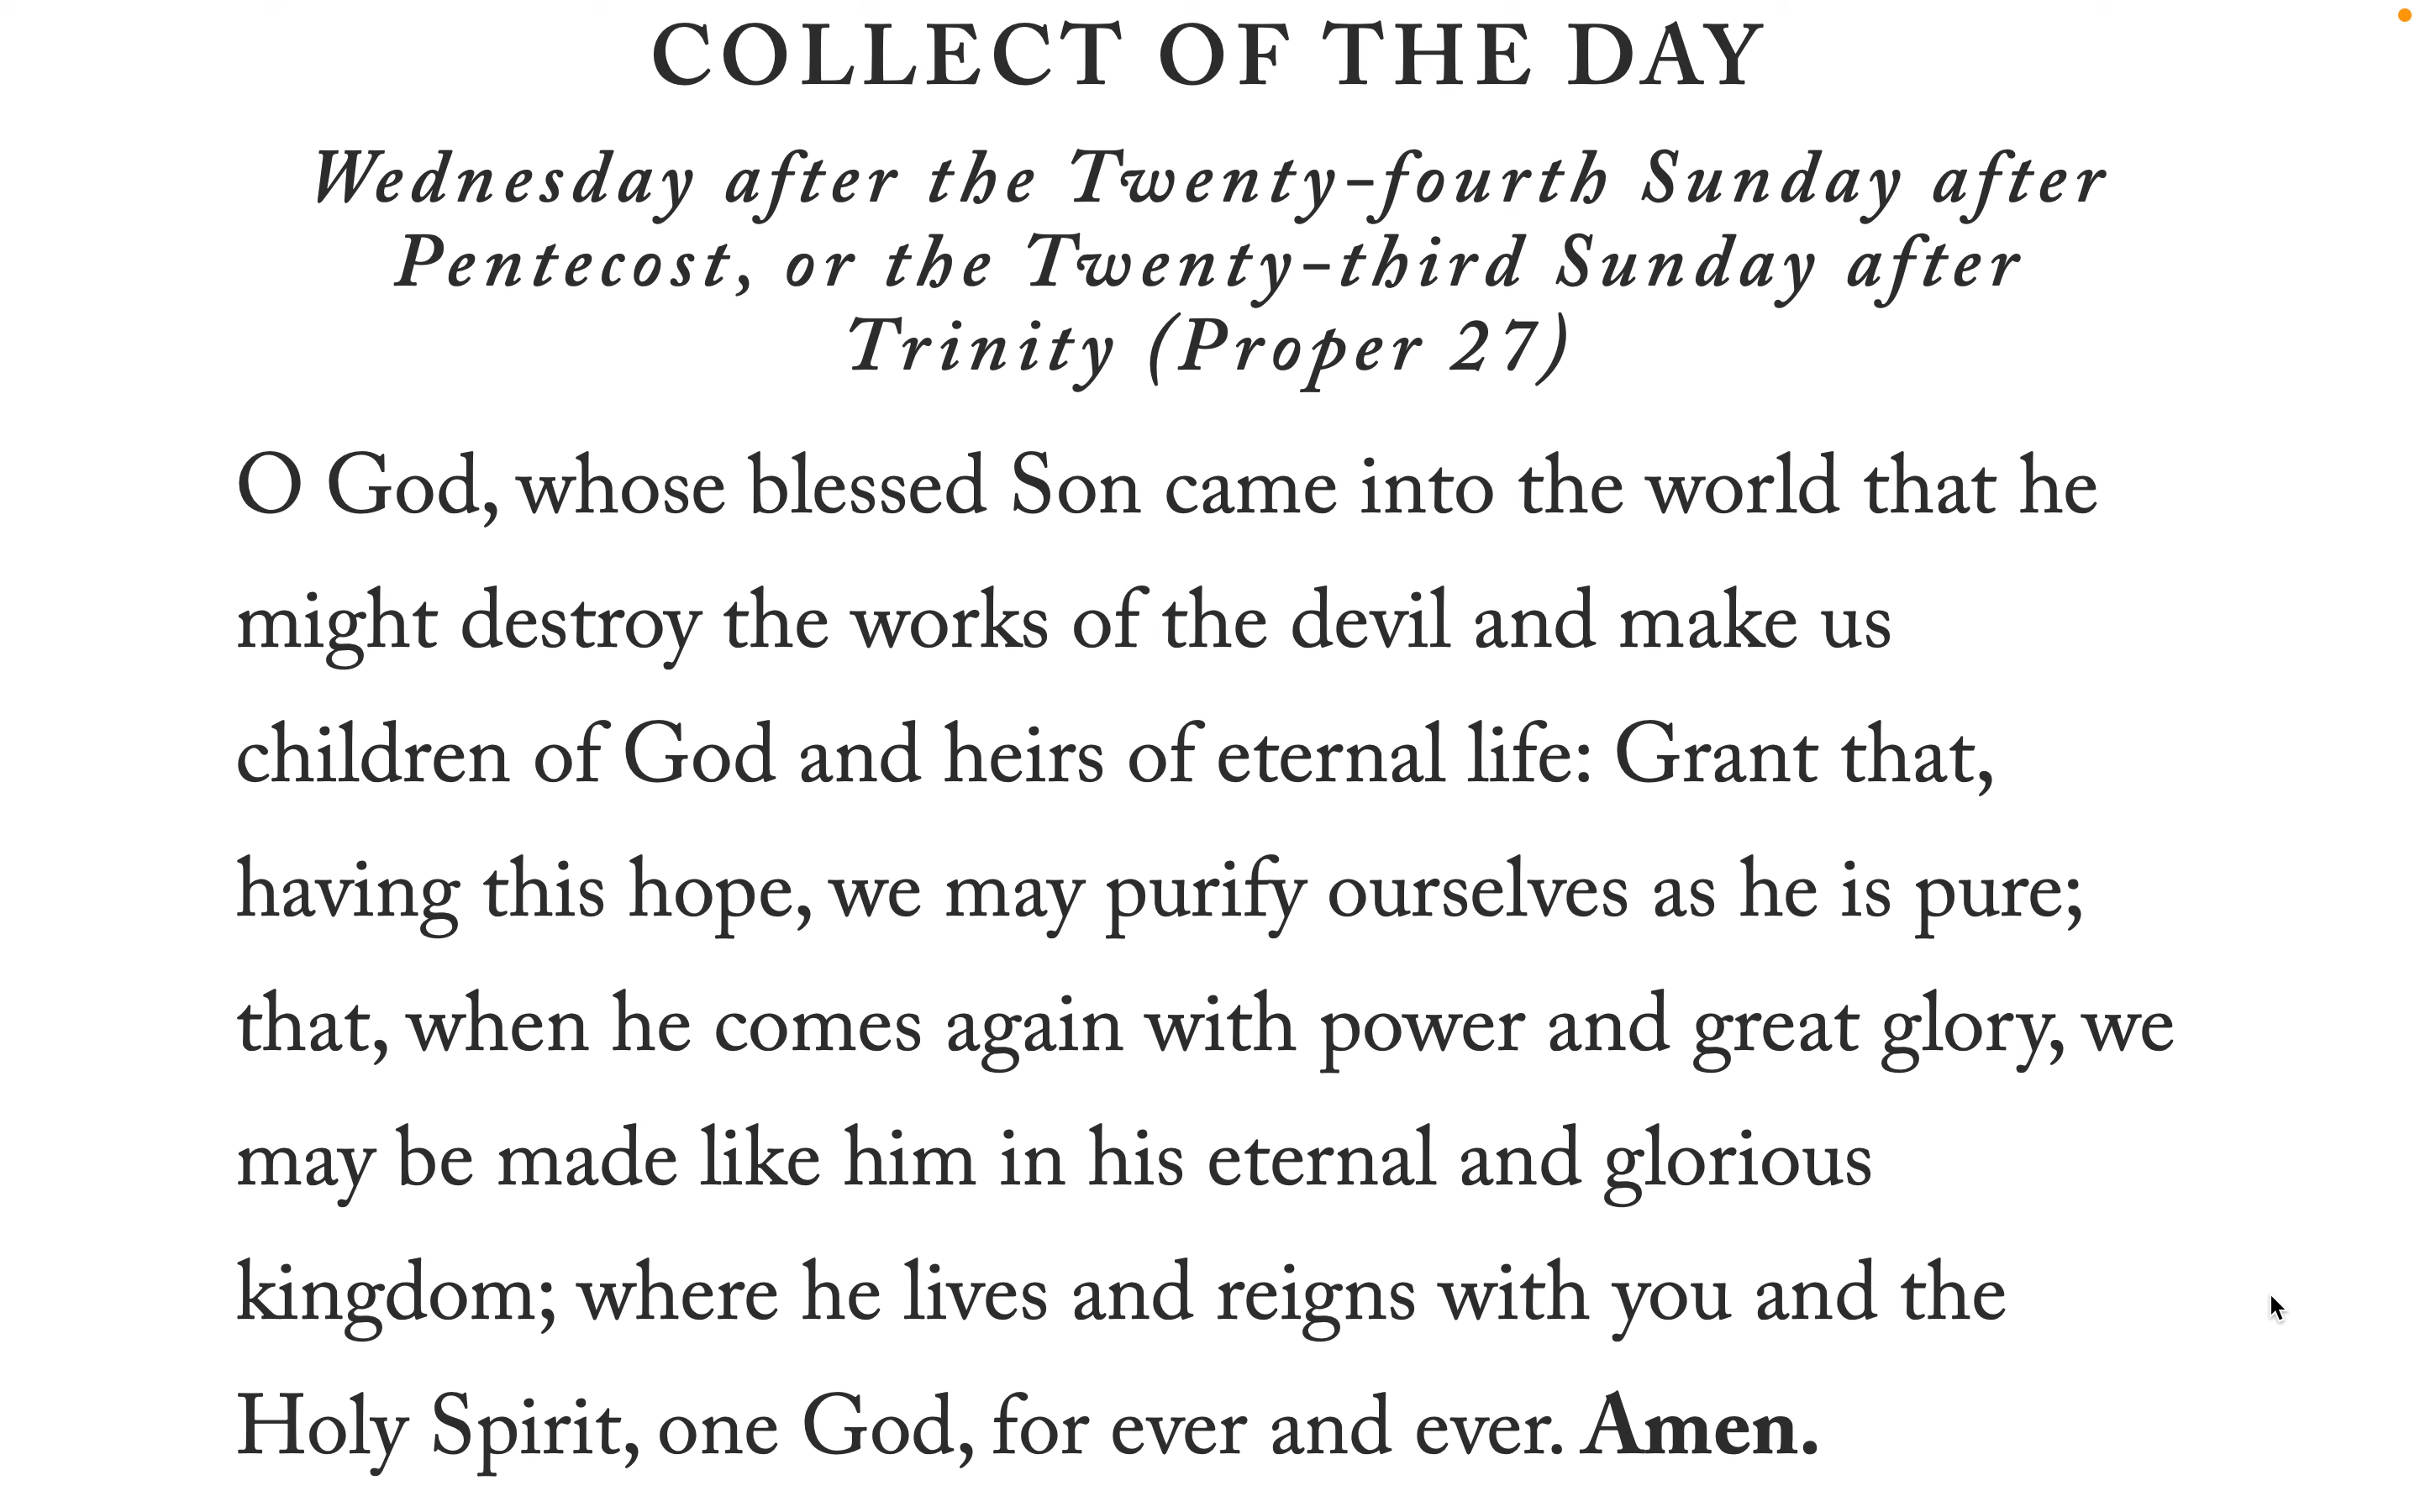 COLLECT OF THE DAY
Wednesday after the Twenty-fourth Sunday after
Pentecost, or the Twenty-third Sunday after
Trinity (Proper 27)
O God, whose blessed Son came into the world that he
might destroy the works of the devil and make us
children of God and heirs of eternal life: Grant that,
having this hope, we may purify ourselves as he is pure;
that, when he comes again with power and great glory, we
may be made like him in his eternal and glorious
kingdom; where he lives and reigns with you and the
Holy Spirit, one God, for ever and ever. Amen.